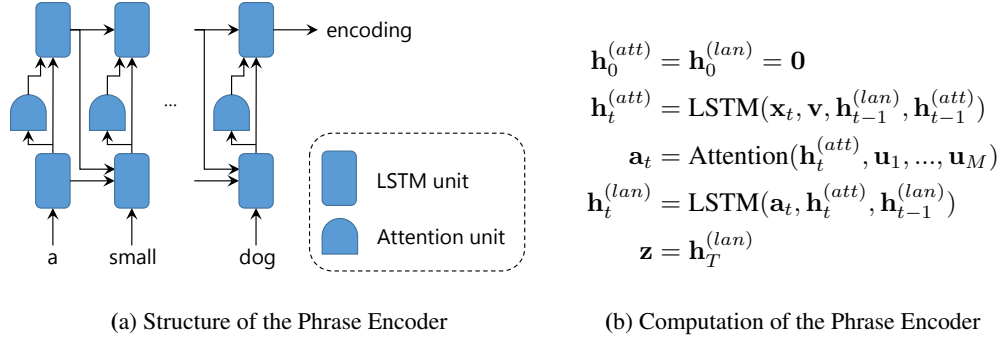 encoding
...
LSTM unit
Attention unit
a small dog
(a) Structure of the Phrase Encoder
h_0^{(att)} = h_0^{(lan)} = 0
h_t^{(att)} = LSTM(x_t, v, h_{t-1}^{(lan)}, h_{t-1}^{(att)})
a_t = Attention(h_t^{(att)}, u_1, ..., u_M)
h_t^{(lan)} = LSTM(a_t, h_t^{(att)}, h_{t-1}^{(lan)})
z = h_T^{(lan)}
(b) Computation of the Phrase Encoder